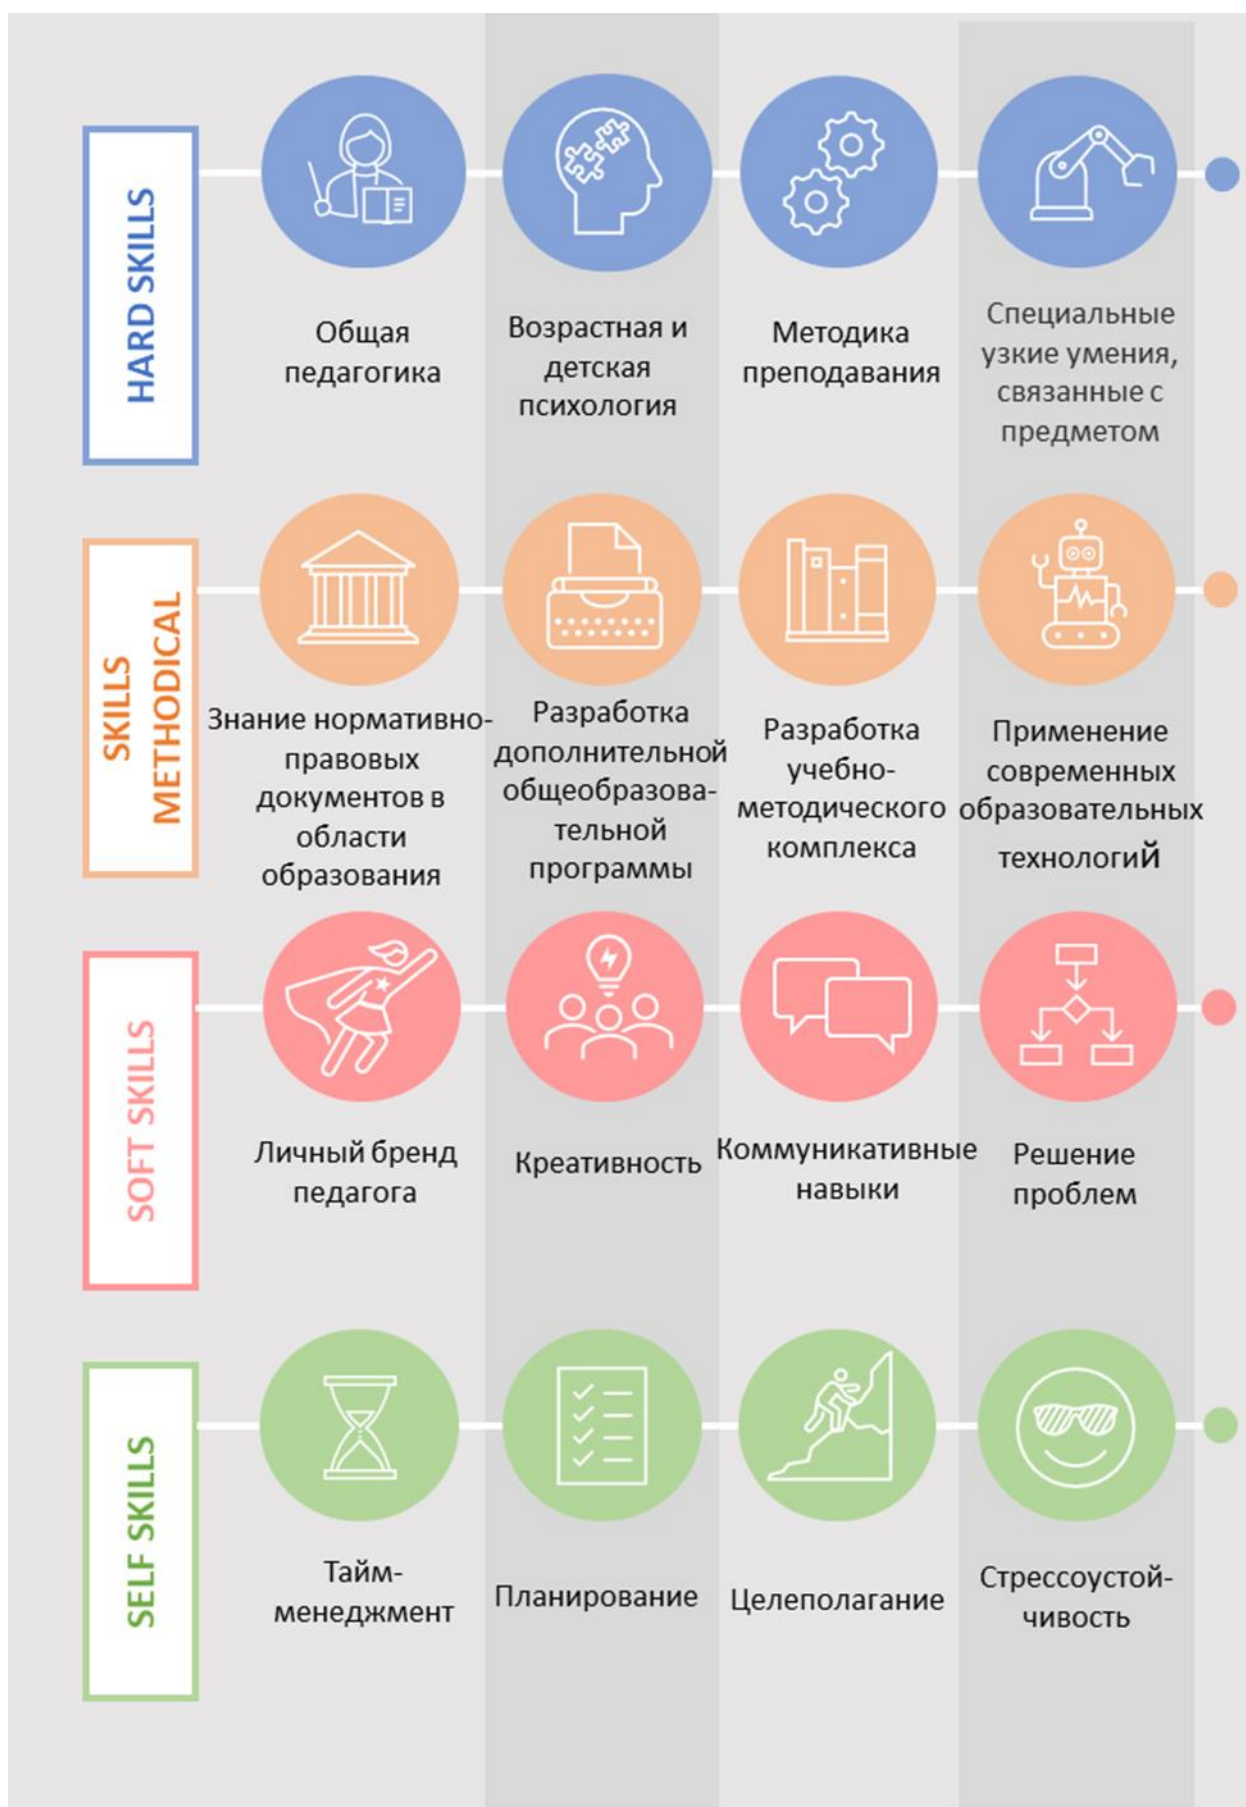 HARD SKILLS
Общая
педагогика
Возрастная и
детская
психология
Методика
преподавания
Специальные
узкие умения,
связанные с
предметом
SKILLS
METHODICAL
Знание нормативно-
правовых
документов в
области
образования
Разработка
дополнительной
общеобразова-
тельной
программы
Разработка
учебно-
методического
комплекса
Применение
современных
образовательных
технологий
SOFT SKILLS
Личный бренд
педагога
Креативность
Коммуникативные
навыки
Решение
проблем
SELF SKILLS
Тайм-
менеджмент
Планирование
Целеполагание
Стрессоустой-
чивость